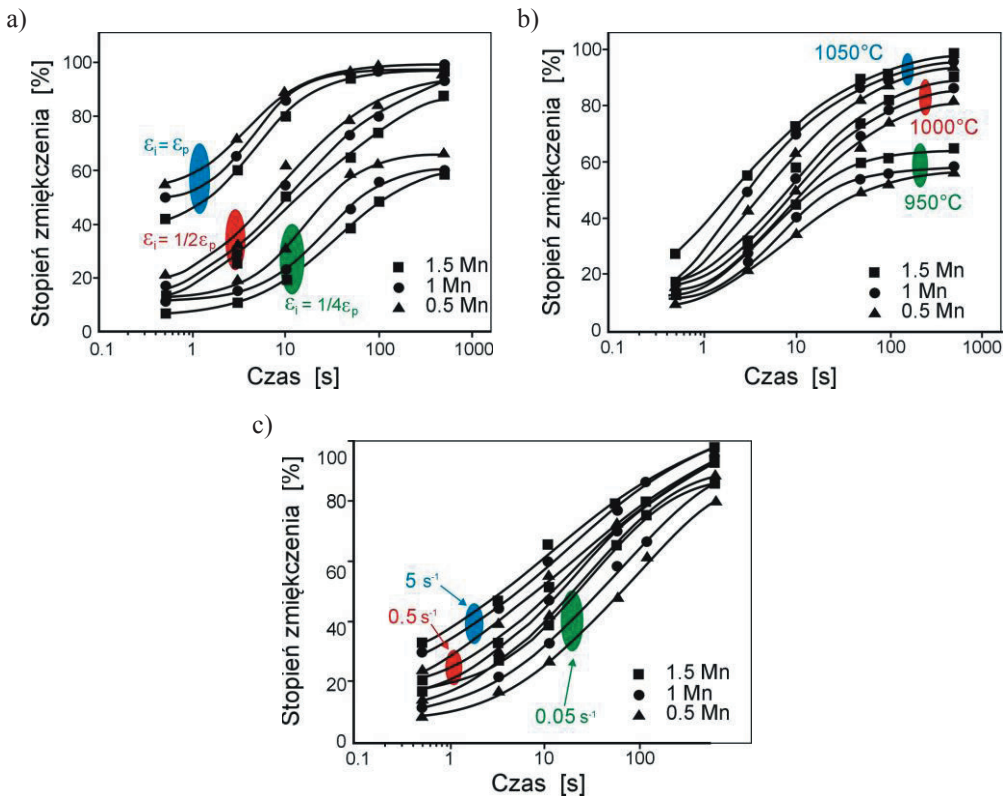 a)
Stopień zmiękczenia [%]
100
80
60
40
20
0
εᵢ = εₚ
εᵢ = 1/2εₚ
εᵢ = 1/4εₚ
1.5 Mn
1 Mn
0.5 Mn
0.1 1 10 100 1000
Czas [s]
b)
Stopień zmiękczenia [%]
100
80
60
40
20
0
1050°C
1000°C
950°C
1.5 Mn
1 Mn
0.5 Mn
0.1 1 10 100 1000
Czas [s]
c)
Stopień zmiękczenia [%]
100
80
60
40
20
0
5 s⁻¹
0.5 s⁻¹
0.05 s⁻¹
1.5 Mn
1 Mn
0.5 Mn
0.1 1 10 100
Czas [s]